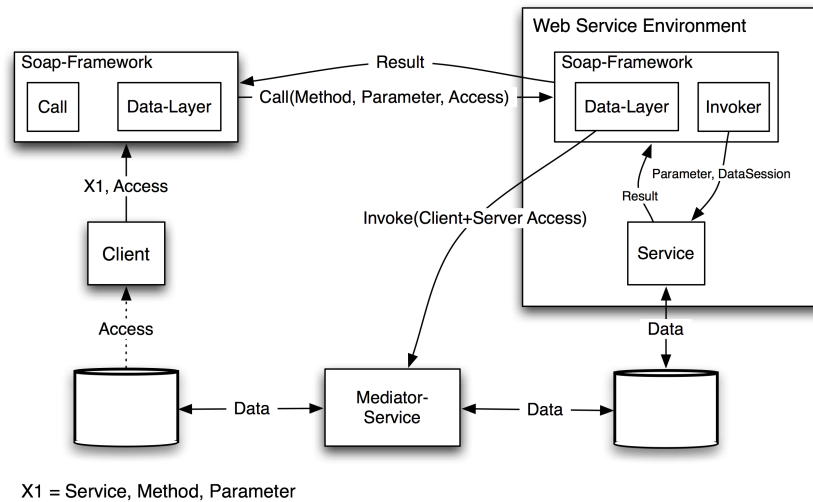 Web Service Environment
Soap-Framework
Call
Data-Layer
Result
Call(Method, Parameter, Access)
Soap-Framework
Data-Layer
Invoker
X1, Access
Parameter, DataSession
Result
Invoke(Client+Server Access)
Client
Service
Access
Data
Data
Mediator-
Service
Data
X1 = Service, Method, Parameter